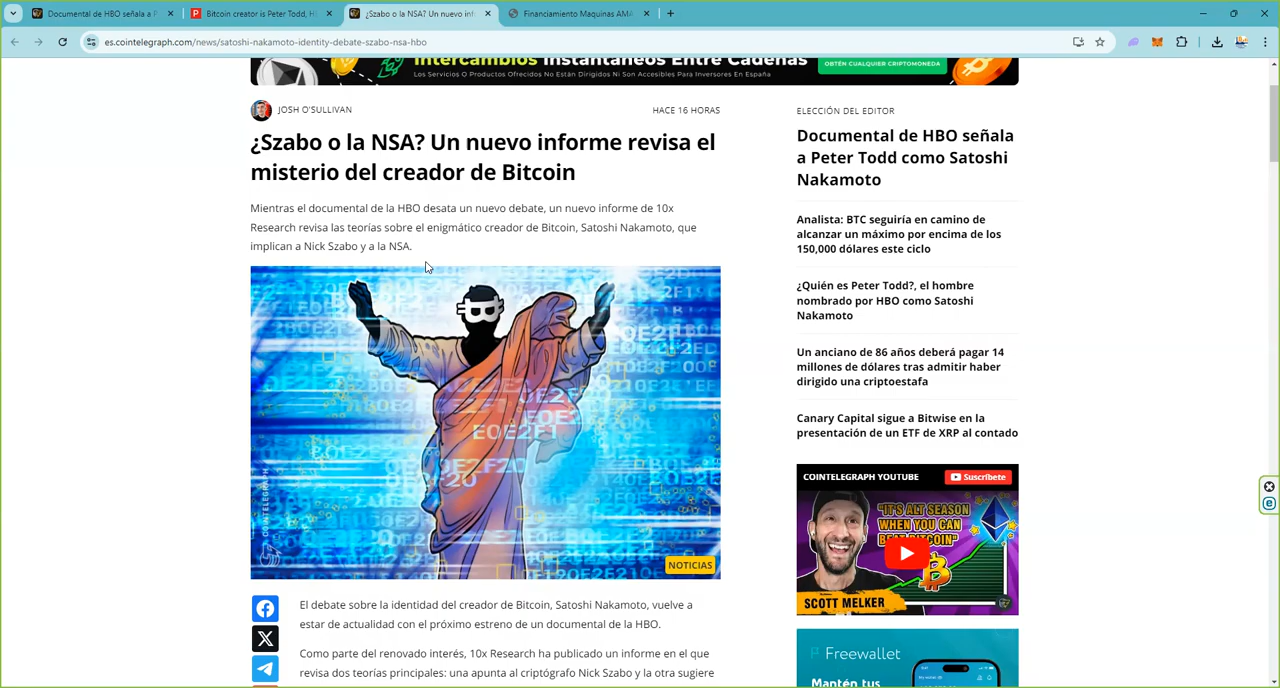 Documental de HBO señala a P
Bitcoin creator is Peter Todd, H
¿Szabo o la NSA? Un nuevo inf
Financiamiento Maquinas AMA
es.cointelegraph.com/news/satoshi-nakamoto-identity-debate-szabo-nsa-hbo
Intercambios Instantáneos Entre Cadenas
Los Servicios O Productos Ofrecidos No Están Dirigidos Ni Son Accesibles Para Inversores En España
OBTÉN CUALQUIER CRIPTOMONEDA
JOSH O'SULLIVAN
HACE 16 HORAS
¿Szabo o la NSA? Un nuevo informe revisa el
misterio del creador de Bitcoin
Mientras el documental de la HBO desata un nuevo debate, un nuevo informe de 10x
Research revisa las teorías sobre el enigmático creador de Bitcoin, Satoshi Nakamoto, que
implican a Nick Szabo y a la NSA.
COINTELEGRAPH
NOTICIAS
El debate sobre la identidad del creador de Bitcoin, Satoshi Nakamoto, vuelve a
estar de actualidad con el próximo estreno de un documental de la HBO.
Como parte del renovado interés, 10x Research ha publicado un informe en el que
revisa dos teorías principales: una apunta al criptógrafo Nick Szabo y la otra sugiere
ELECCIÓN DEL EDITOR
Documental de HBO señala
a Peter Todd como Satoshi
Nakamoto
Analista: BTC seguiría en camino de
alcanzar un máximo por encima de los
150,000 dólares este ciclo
¿Quién es Peter Todd?, el hombre
nombrado por HBO como Satoshi
Nakamoto
Un anciano de 86 años deberá pagar 14
millones de dólares tras admitir haber
dirigido una criptoestafa
Canary Capital sigue a Bitwise en la
presentación de un ETF de XRP al contado
COINTELEGRAPH YOUTUBE
Suscríbete
"IT'S ALT SEASON
WHEN YOU CAN
BEAT BITCOIN"
SCOTT MELKER
Freewallet
Mantén tus